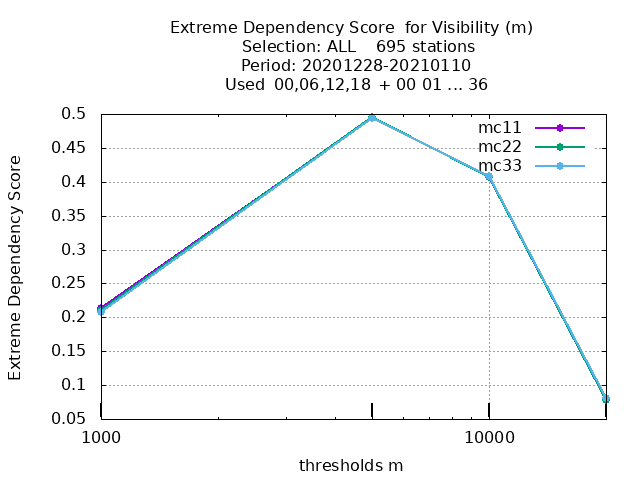 Extreme Dependency Score  for Visibility (m)
Selection: ALL    695 stations
Period: 20201228-20210110
Used  00,06,12,18  + 00 01 ... 36
mc11
mc22
mc33
0.5
0.45
0.4
0.35
0.3
0.25
0.2
0.15
0.1
0.05
Extreme Dependency Score
1000
10000
thresholds m